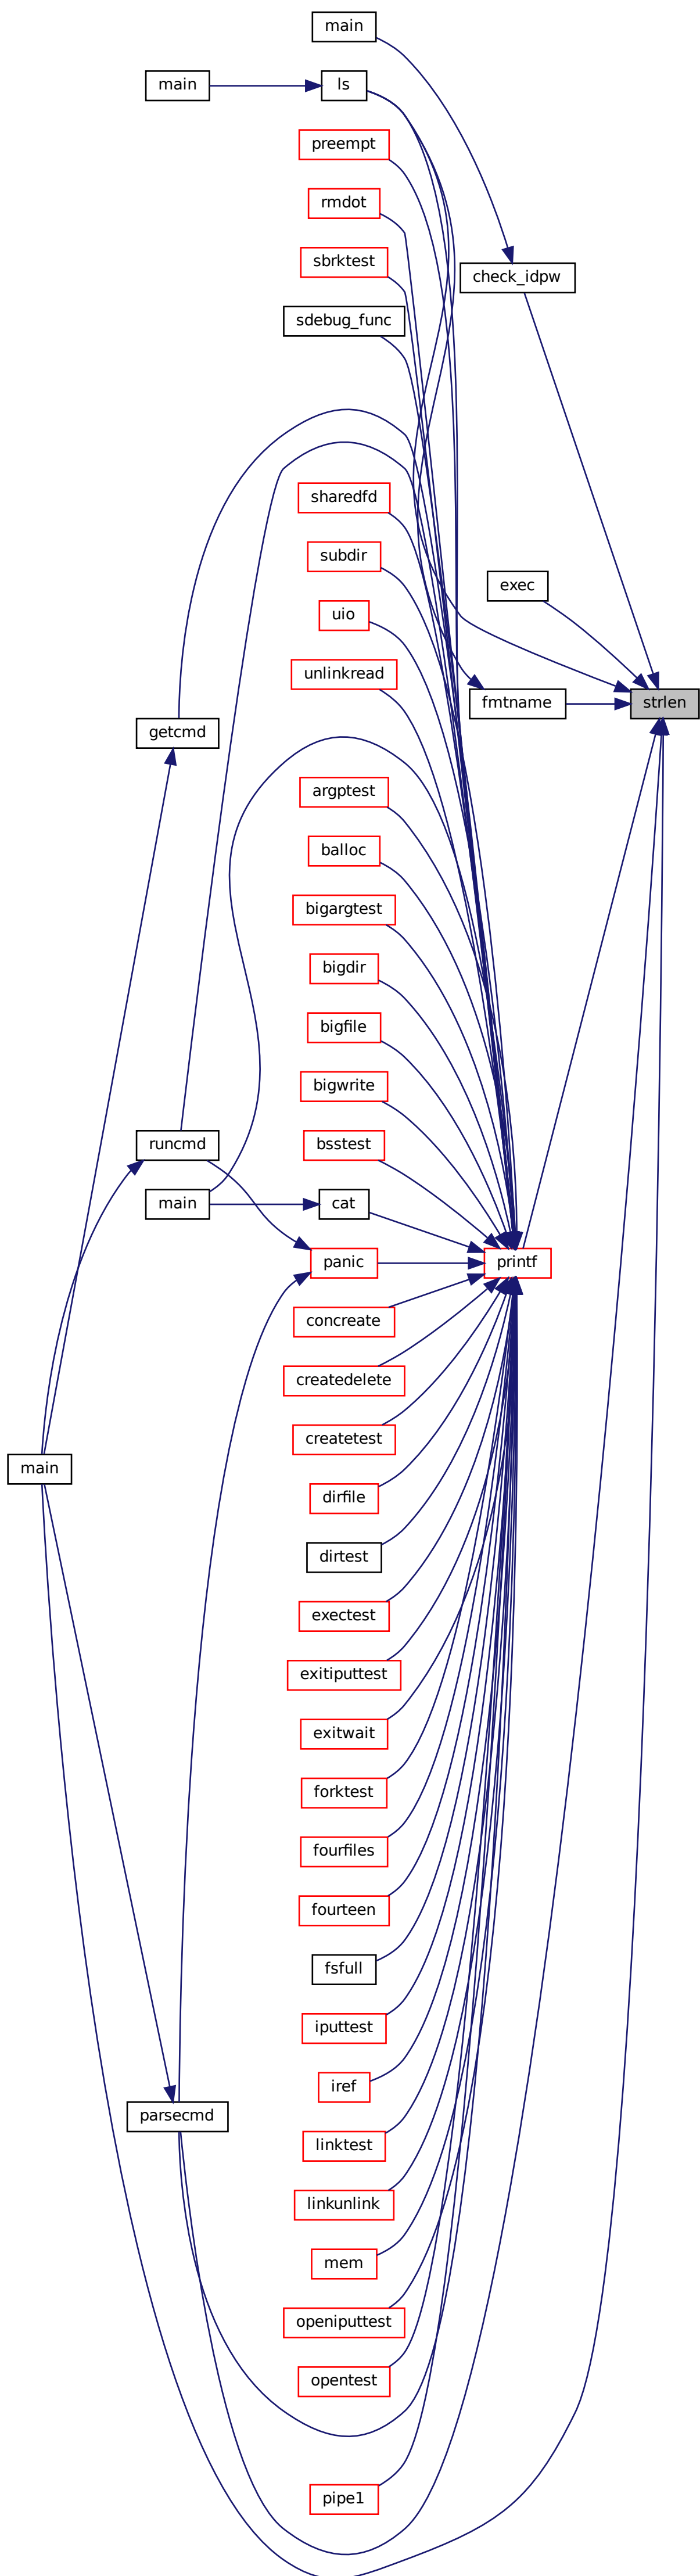 main
main
ls
preempt
rmdot
sbrktest
check_idpw
sdebug_func
sharedfd
subdir
exec
uio
unlinkread
fmtname
strlen
getcmd
argptest
balloc
bigargtest
bigdir
bigfile
bigwrite
runcmd
bsstest
main
cat
panic
printf
concreate
createdelete
createtest
main
dirfile
dirtest
exectest
exitiputtest
exitwait
forktest
fourfiles
fourteen
fsfull
iputtest
iref
parsecmd
linktest
linkunlink
mem
openiputtest
opentest
pipe1